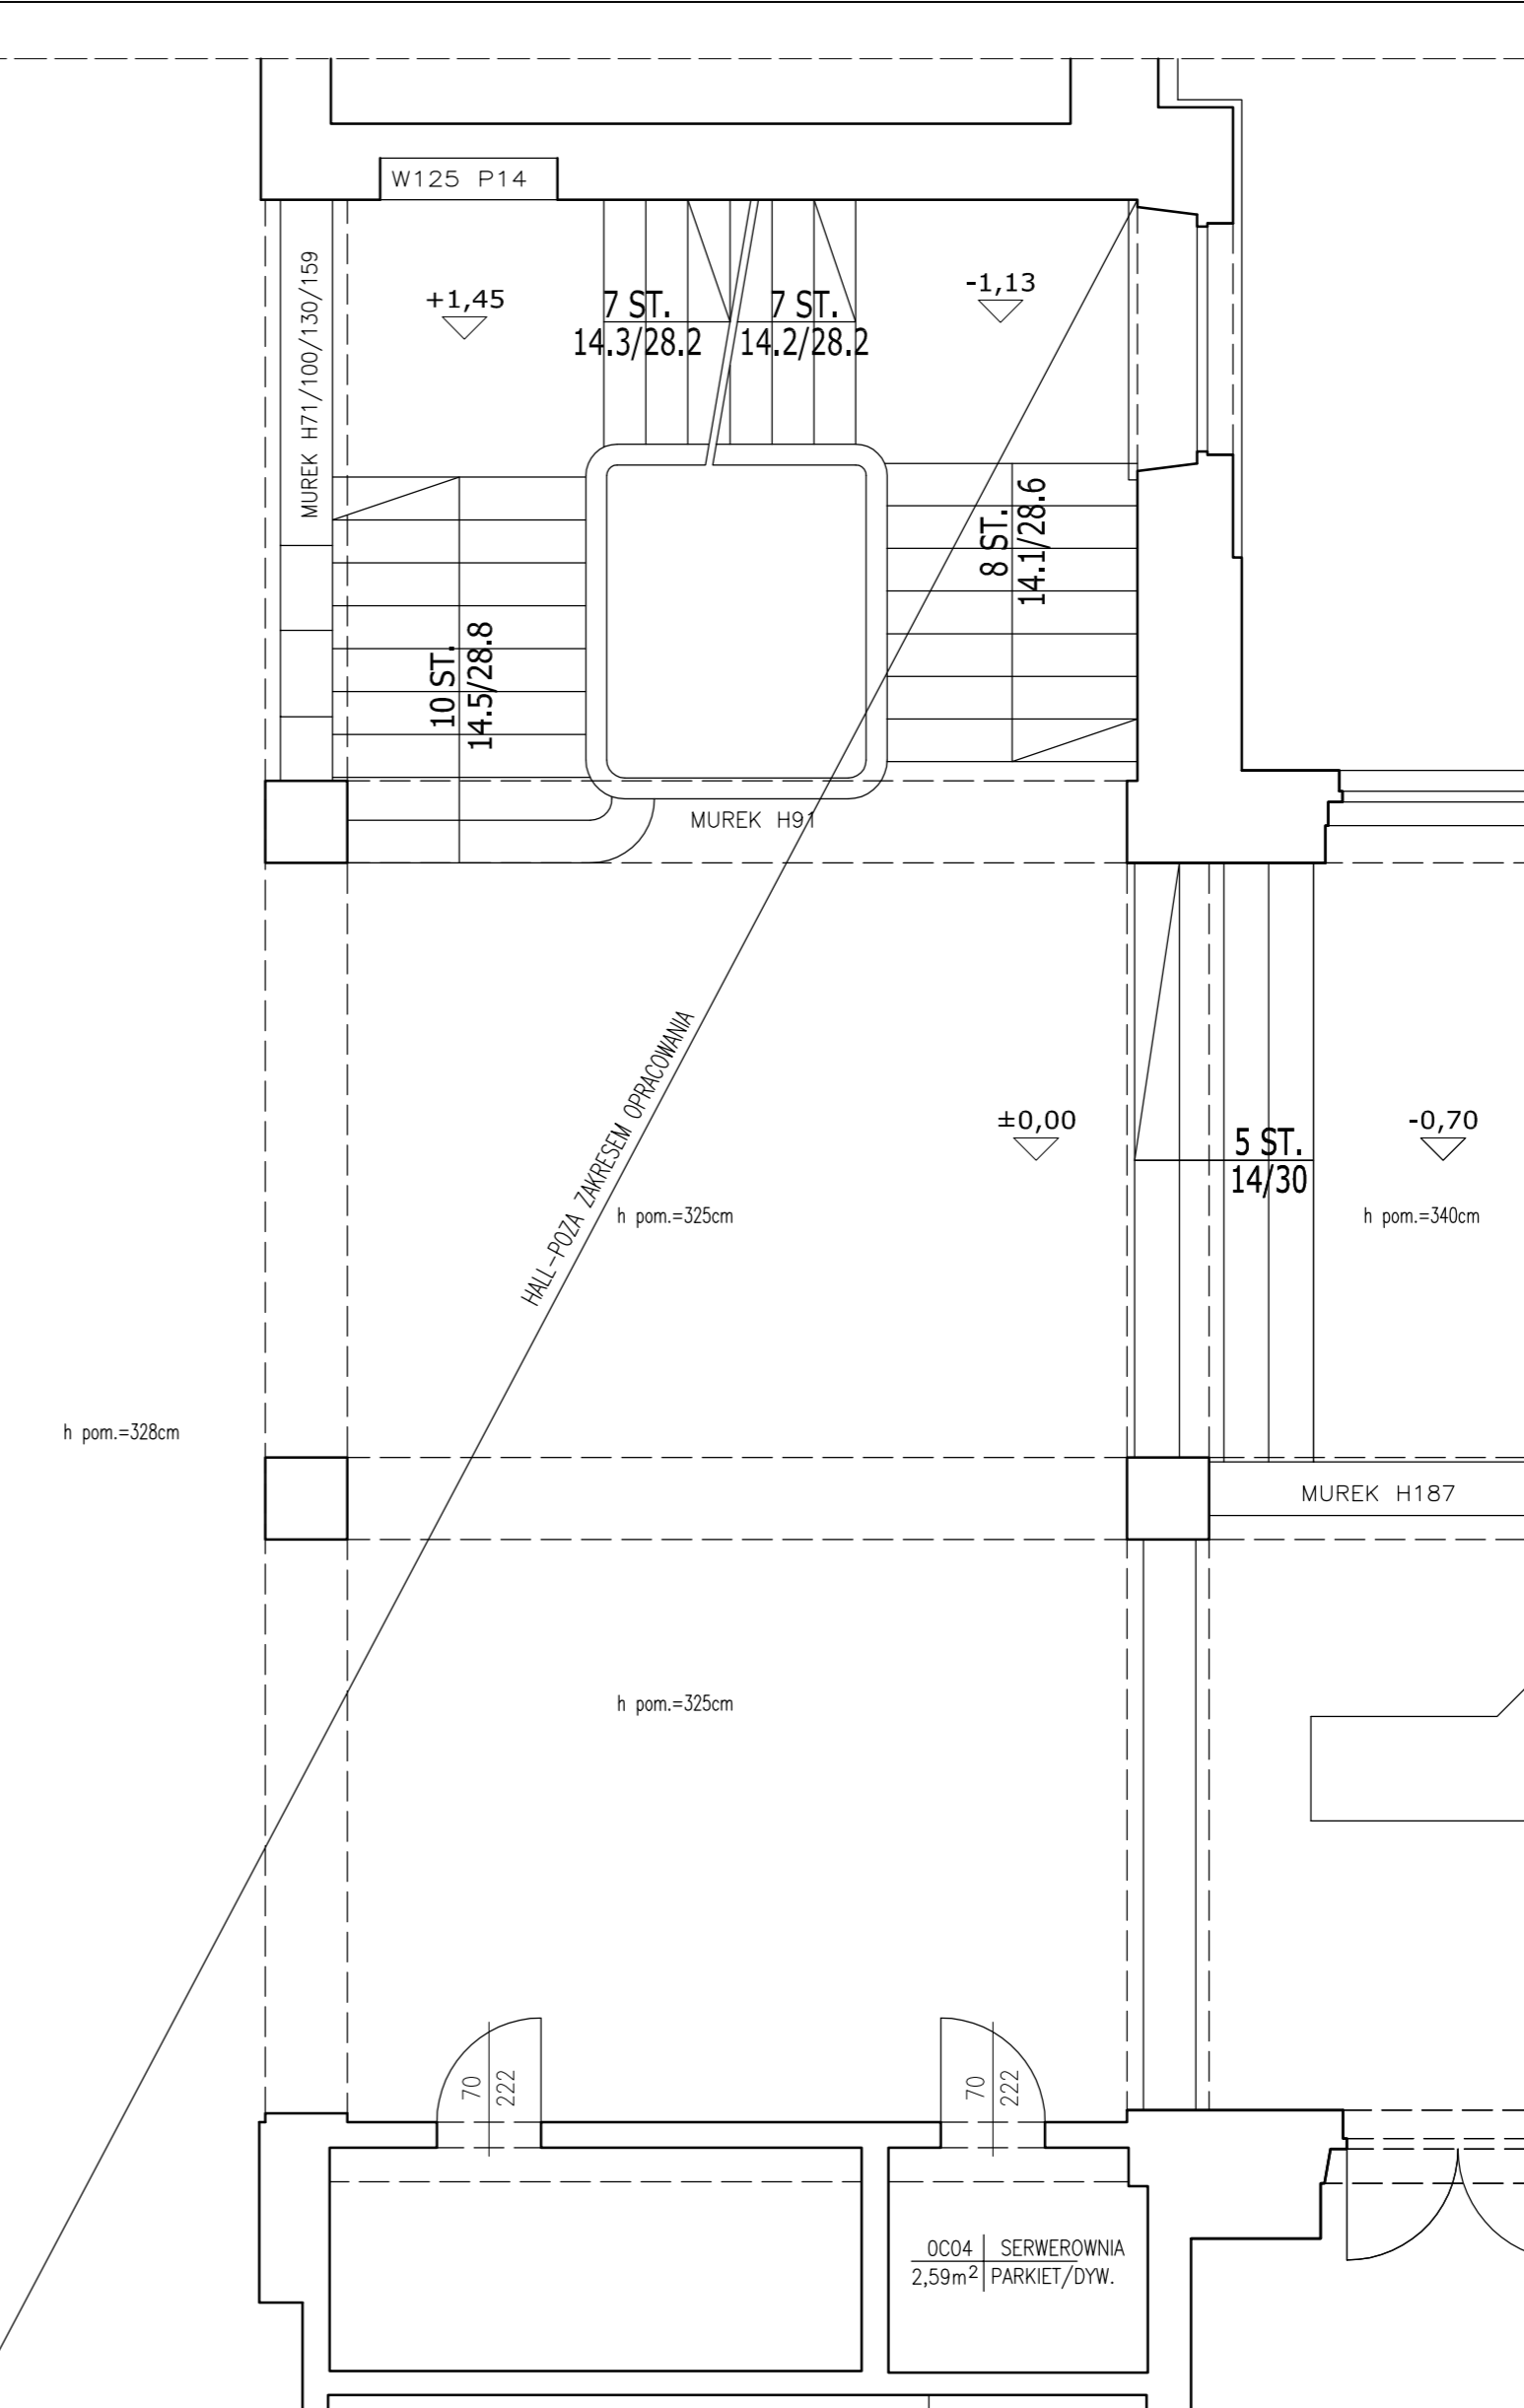 W125 P14
MUREK H71/100/130/159
+1,45
7 ST.
14.3/28.2
7 ST.
14.2/28.2
-1,13
8 ST.
14.1/28.6
10 ST.
14.5/28.8
MUREK H91
HALL-POZA ZAKRESEM OPRACOWANIA
±0,00
5 ST.
14/30
-0,70
h pom.=325cm
h pom.=340cm
h pom.=328cm
MUREK H187
h pom.=325cm
70
222
70
222
0C04 SERWEROWNIA
2,59m² PARKIET/DYW.